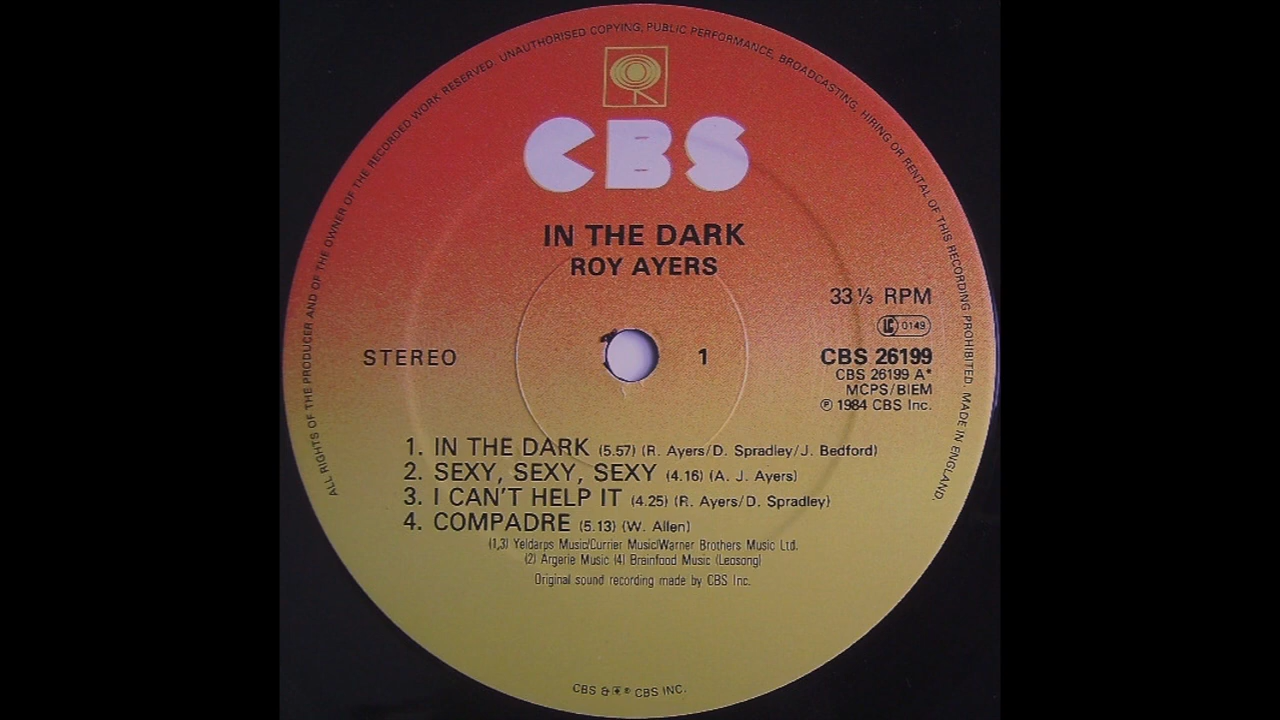 ALL RIGHTS OF THE PRODUCER AND OF THE OWNER OF THE RECORDED WORK RESERVED. UNAUTHORISED COPYING, PUBLIC PERFORMANCE, BROADCASTING, HIRING OR RENTAL OF THIS RECORDING PROHIBITED. MADE IN ENGLAND.
CBS
IN THE DARK
ROY AYERS
33⅓ RPM
LC 0149
STEREO
1
CBS 26199
CBS 26199 A*
MCPS/BIEM
℗ 1984 CBS Inc.
1. IN THE DARK (5.57) (R. Ayers/D. Spradley/J. Bedford)
2. SEXY, SEXY, SEXY (4.16) (A. J. Ayers)
3. I CAN'T HELP IT (4.25) (R. Ayers/D. Spradley)
4. COMPADRE (5.13) (W. Allen)
(1,3) Yeldarps Music/Currier Music/Warner Brothers Music Ltd.
(2) Argerie Music (4) Brainfood Music (Leosong)
Original sound recording made by CBS Inc.
CBS & ® CBS INC.